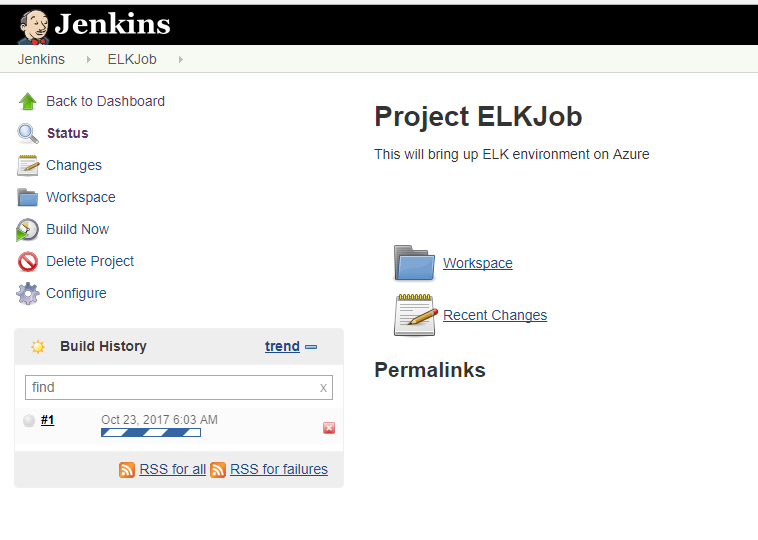 Jenkins
Jenkins ELKJob
Back to Dashboard
Status
Changes
Workspace
Build Now
Delete Project
Configure
Build History trend
find x
#1 Oct 23, 2017 6:03 AM
RSS for all RSS for failures
Project ELKJob
This will bring up ELK environment on Azure
Workspace
Recent Changes
Permalinks